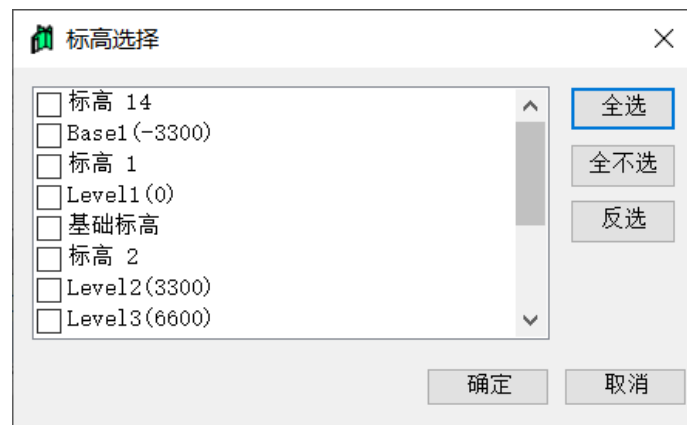 标高选择
标高 14
全选
Base1(-3300)
标高 1
全不选
Level1(0)
基础标高
反选
标高 2
Level2(3300)
Level3(6600)
确定
取消